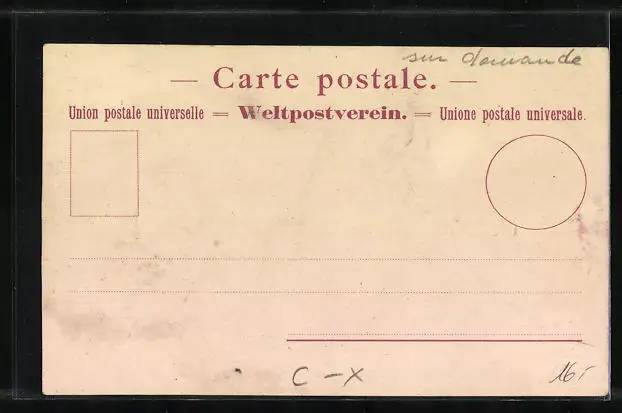 sur demande
— Carte postale. —
Union postale universelle = Weltpostverein. = Unione postale universale.
C-X 16.-